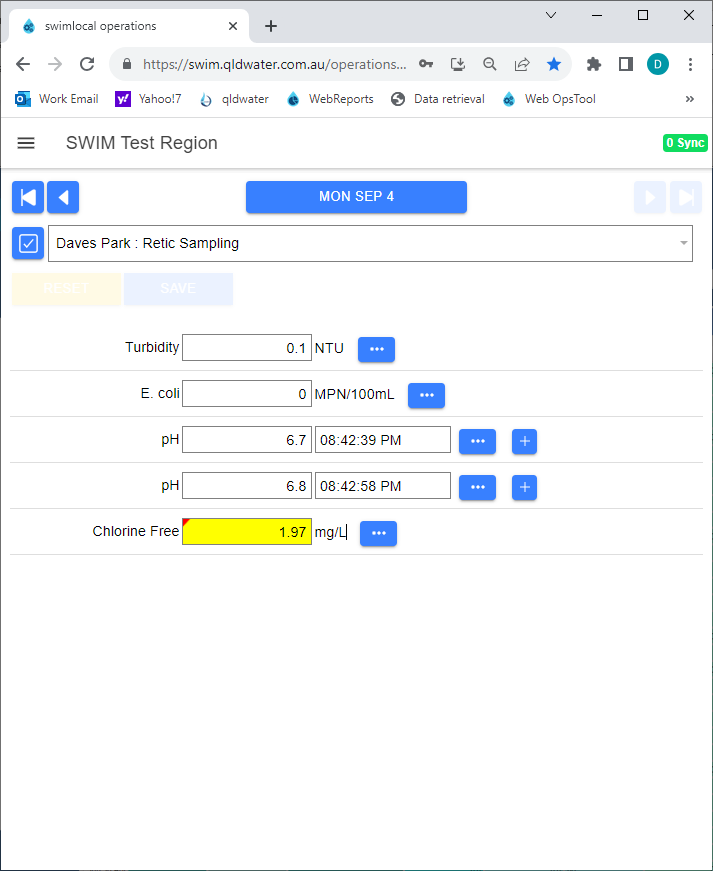 swimlocal operations
https://swim.qldwater.com.au/operations...
D
Work Email
Yahoo!7
qldwater
WebReports
Data retrieval
Web OpsTool
»
SWIM Test Region
0 Sync
MON SEP 4
Daves Park : Retic Sampling
RESET
SAVE
Turbidity 0.1 NTU
E. coli 0 MPN/100mL
pH 6.7 08:42:39 PM
pH 6.8 08:42:58 PM
Chlorine Free 1.97 mg/L